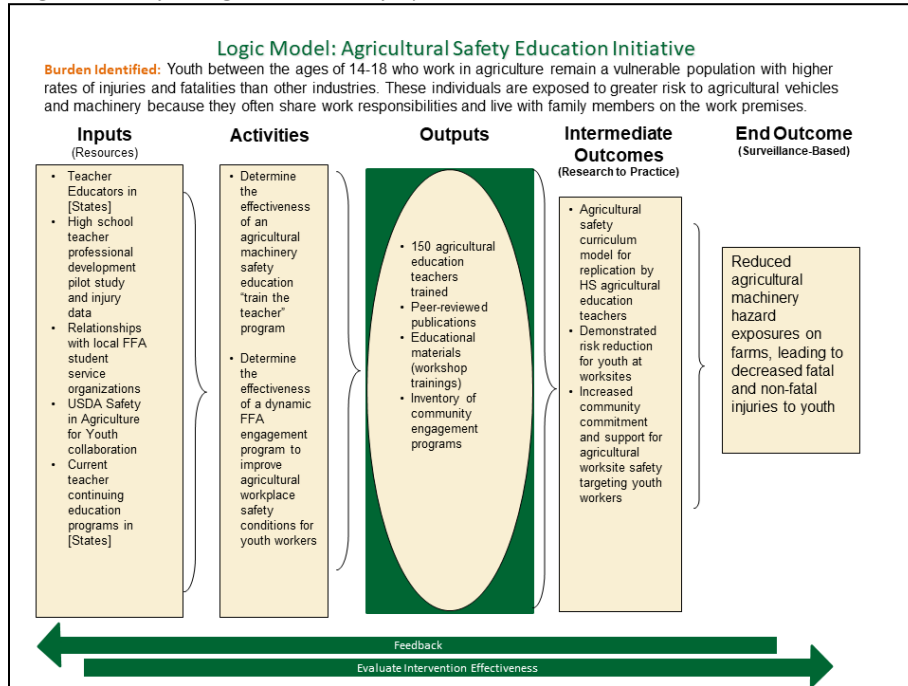 Logic Model: Agricultural Safety Education Initiative
Burden Identified: Youth between the ages of 14-18 who work in agriculture remain a vulnerable population with higher
rates of injuries and fatalities than other industries. These individuals are exposed to greater risk to agricultural vehicles
and machinery because they often share work responsibilities and live with family members on the work premises.
Inputs
(Resources)
• Teacher
Educators in
[States]
• High school
teacher
professional
development
pilot study
and injury
data
• Relationships
with local FFA
student
service
organizations
• USDA Safety
in Agriculture
for Youth
collaboration
• Current
teacher
continuing
education
programs in
[States]
Activities
• Determine
the
effectiveness
of an
agricultural
machinery
safety
education
"train the
teacher"
program
• Determine
the
effectiveness
of a dynamic
FFA
engagement
program to
improve
agricultural
workplace
safety
conditions for
youth workers
Outputs
• 150 agricultural
education
teachers
trained
• Peer-reviewed
publications
• Educational
materials
(workshop
trainings)
• Inventory of
community
engagement
programs
Intermediate
Outcomes
(Research to Practice)
• Agricultural
safety
curriculum
model for
replication by
HS agricultural
education
teachers
• Demonstrated
risk reduction
for youth at
worksites
• Increased
community
commitment
and support for
agricultural
worksite safety
targeting youth
workers
End Outcome
(Surveillance-Based)
Reduced
agricultural
machinery
hazard
exposures on
farms, leading to
decreased fatal
and non-fatal
injuries to youth
Feedback
Evaluate Intervention Effectiveness